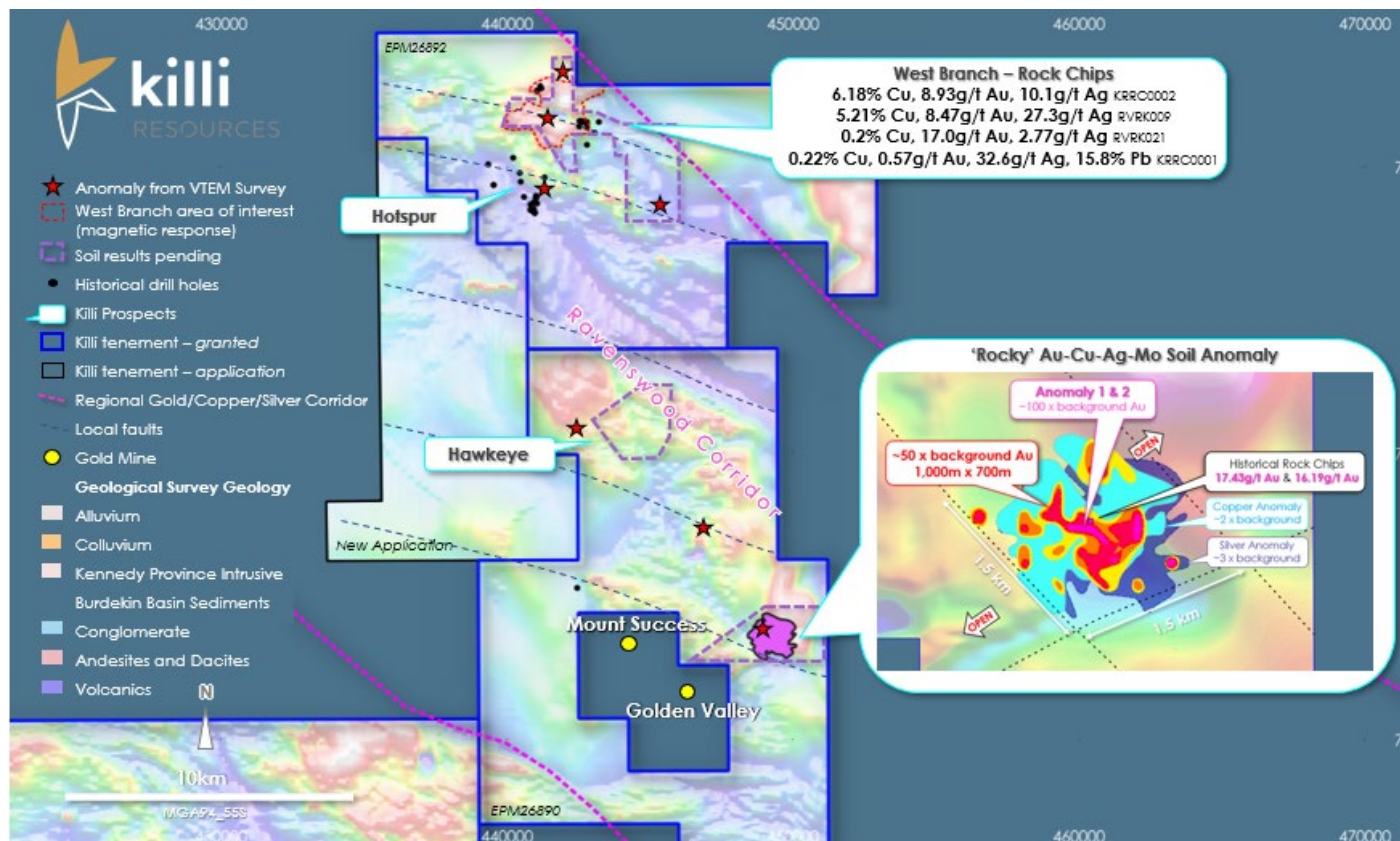 430000
440000
450000
460000
470000
killi
RESOURCES
Anomaly from VTEM Survey
West Branch area of interest
(magnetic response)
Soil results pending
Historical drill holes
Killi Prospects
Killi tenement – granted
Killi tenement – application
Regional Gold/Copper/Silver Corridor
Local faults
Gold Mine
Geological Survey Geology
Alluvium
Colluvium
Kennedy Province Intrusive
Burdekin Basin Sediments
Conglomerate
Andesites and Dacites
Volcanics
N
10km
MGA94_55S
EPM26892
West Branch – Rock Chips
6.18% Cu, 8.93g/t Au, 10.1g/t Ag KRRC0002
5.21% Cu, 8.47g/t Au, 27.3g/t Ag RVRK009
0.2% Cu, 17.0g/t Au, 2.77g/t Ag RVRK021
0.22% Cu, 0.57g/t Au, 32.6g/t Ag, 15.8% Pb KRRC0001
Hotspur
Ravenswood Corridor
Hawkeye
New Application
Mount Success
Golden Valley
EPM26890
'Rocky' Au-Cu-Ag-Mo Soil Anomaly
Anomaly 1 & 2
~100 x background Au
~50 x background Au
1,000m x 700m
OPEN
Historical Rock Chips
17.43g/t Au & 16.19g/t Au
Copper Anomaly
~2 x background
Silver Anomaly
~3 x background
1.5 km
1.5 km
OPEN
440000
450000
460000
470000